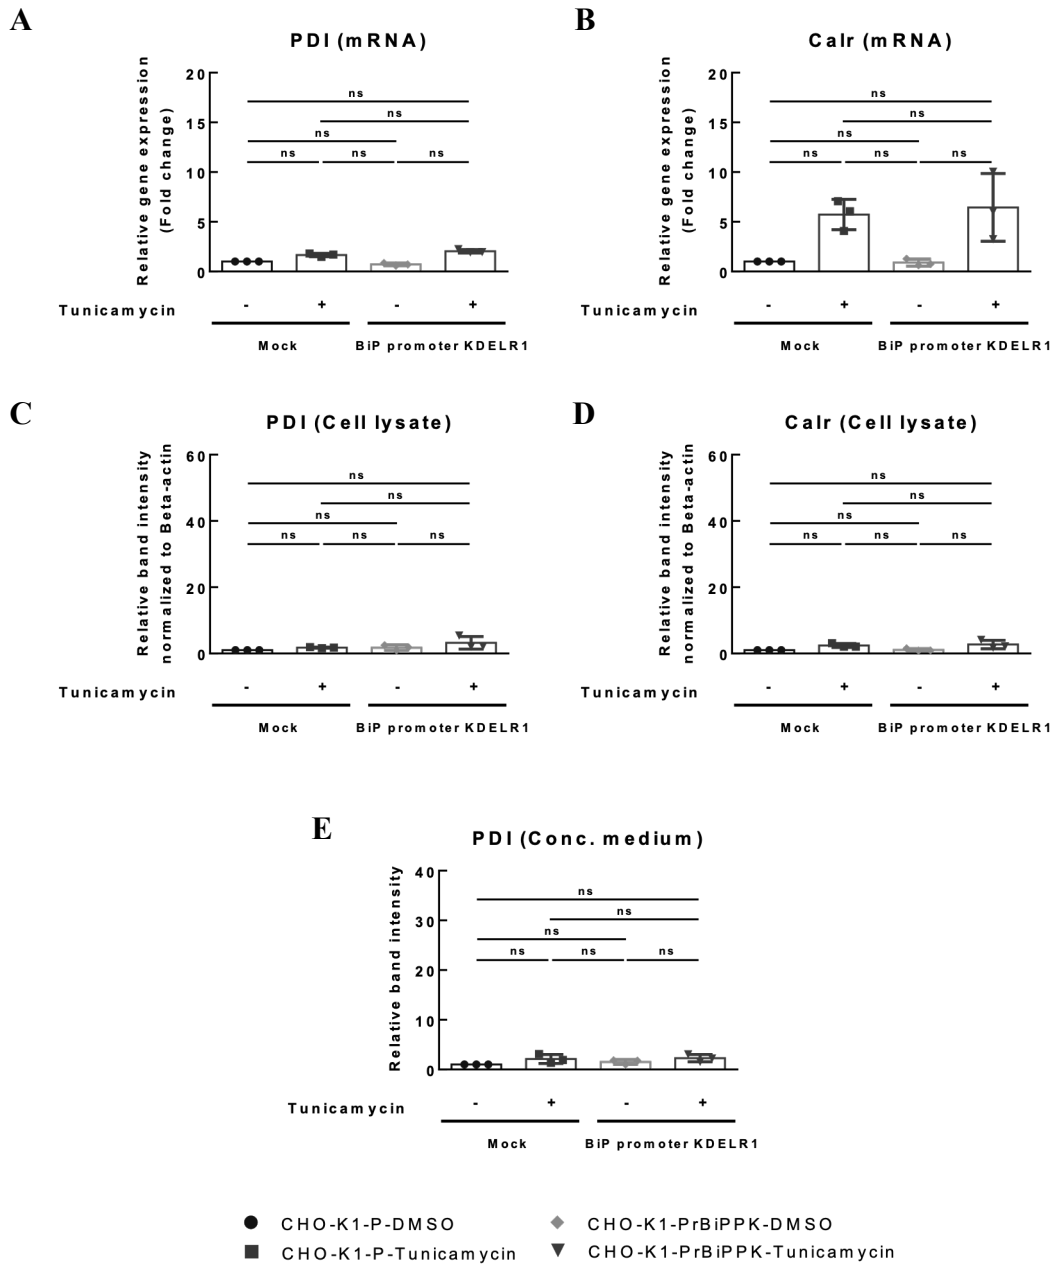 A
B
PDI (mRNA)
Calr (mRNA)
Relative gene expression
(Fold change)
20
15
10
5
0
ns
ns
ns
ns ns ns
Tunicamycin - + - +
Mock BiP promoter KDELR1
Relative gene expression
(Fold change)
20
15
10
5
0
ns
ns
ns
ns ns ns
Tunicamycin - + - +
Mock BiP promoter KDELR1
C
D
PDI (Cell lysate)
Calr (Cell lysate)
Relative band intensity
normalized to Beta-actin
60
40
20
0
ns
ns
ns
ns ns ns
Tunicamycin - + - +
Mock BiP promoter KDELR1
Relative band intensity
normalized to Beta-actin
60
40
20
0
ns
ns
ns
ns ns ns
Tunicamycin - + - +
Mock BiP promoter KDELR1
E
PDI (Conc. medium)
Relative band intensity
40
30
20
10
0
ns
ns
ns
ns ns ns
Tunicamycin - + - +
Mock BiP promoter KDELR1
CHO-K1-P-DMSO
CHO-K1-PrBiPPK-DMSO
CHO-K1-P-Tunicamycin
CHO-K1-PrBiPPK-Tunicamycin